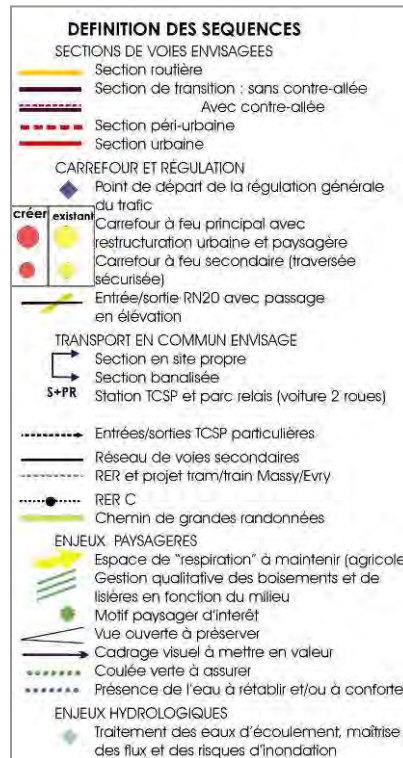 DEFINITION DES SEQUENCES
SECTIONS DE VOIES ENVISAGEES
Section routière
Section de transition : sans contre-allée
Avec contre-allée
Section péri-urbaine
Section urbaine
CARREFOUR ET RÉGULATION
Point de départ de la régulation générale
du trafic
créer existant
Carrefour à feu principal avec
restructuration urbaine et paysagère
Carrefour à feu secondaire (traversée
sécurisée)
Entrée/sortie RN20 avec passage
en élévation
TRANSPORT EN COMMUN ENVISAGE
Section en site propre
Section banalisée
S+PR Station TCSP et parc relais (voiture 2 roues)
Entrées/sorties TCSP particulières
Réseau de voies secondaires
RER et projet tram/train Massy/Evry
RER C
Chemin de grandes randonnées
ENJEUX PAYSAGERES
Espace de "respiration" à maintenir (agricole
Gestion qualitative des boisements et de
lisières en fonction du milieu
Motif paysager d'interêt
Vue ouverte à préserver
Cadrage visuel à mettre en valeur
Coulée verte à assurer
Présence de l'eau à rétablir et/ou à conforte
ENJEUX HYDROLOGIQUES
Traitement des eaux d'écoulement, maîtrise
des flux et des risques d'inondation